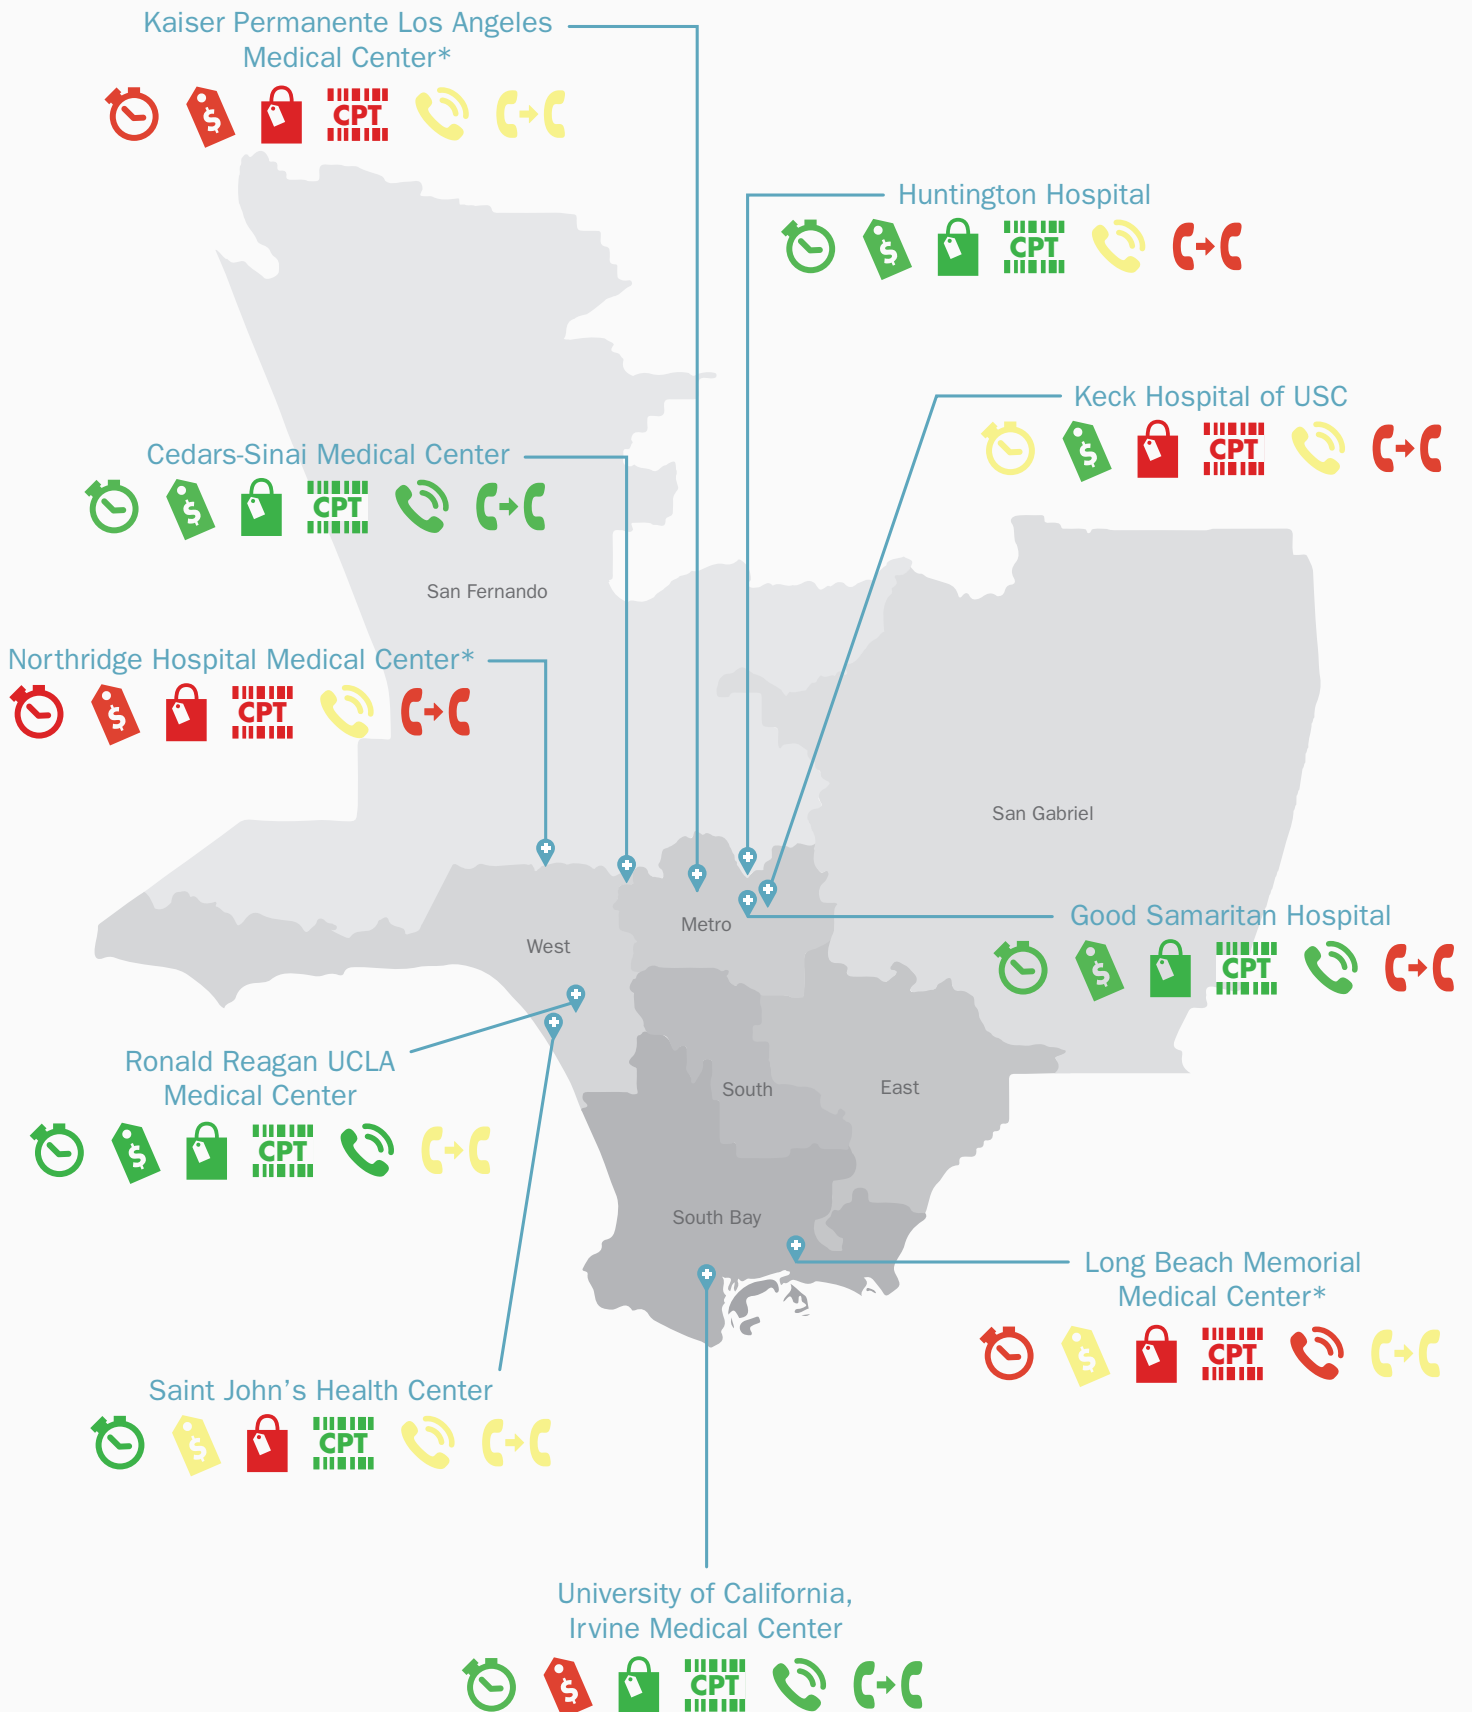 Kaiser Permanente Los Angeles
Medical Center*
$
CPT
Huntington Hospital
$
CPT
Keck Hospital of USC
$
CPT
Cedars-Sinai Medical Center
$
CPT
San Fernando
Northridge Hospital Medical Center*
$
CPT
San Gabriel
Good Samaritan Hospital
$
CPT
Metro
West
Ronald Reagan UCLA
Medical Center
$
CPT
South
East
South Bay
Long Beach Memorial
Medical Center*
$
CPT
Saint John’s Health Center
$
CPT
University of California,
Irvine Medical Center
$
CPT